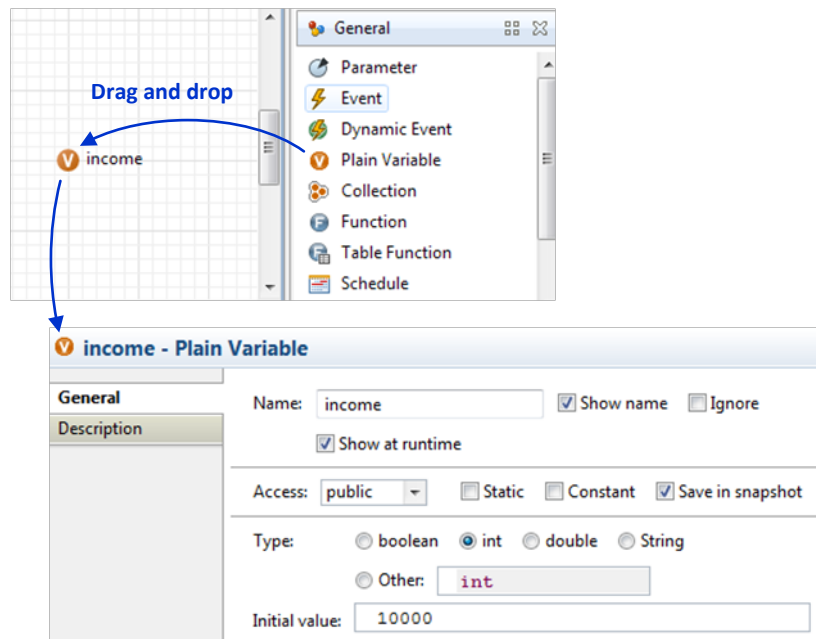 General
Parameter
Drag and drop
Event
Dynamic Event
income
Plain Variable
Collection
Function
Table Function
Schedule
income - Plain Variable
General
Description
Name: income Show name Ignore
Show at runtime
Access: public Static Constant Save in snapshot
Type: boolean int double String
Other: int
Initial value: 10000